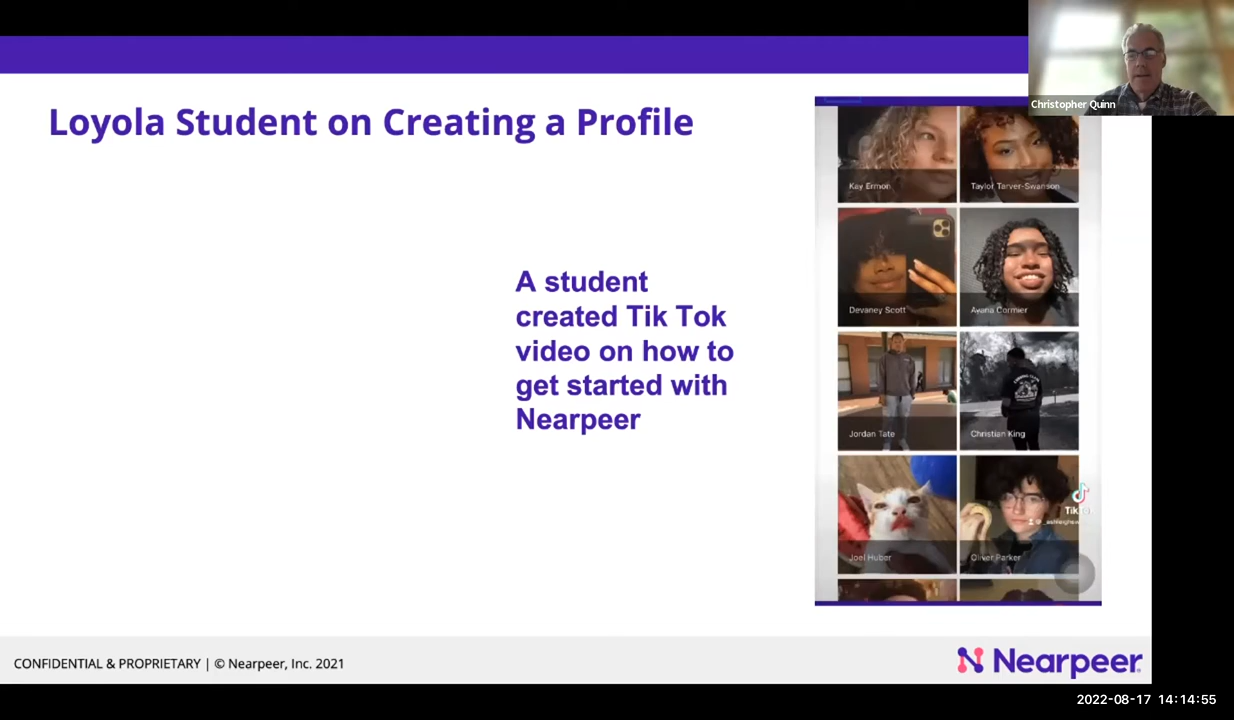 Christopher Quinn
Loyola Student on Creating a Profile
Kay Ermon
Taylor Tarver-Swanson
A student
created Tik Tok
video on how to
get started with
Nearpeer
Devaney Scott
Ayana Cormier
Jordan Tate
Christian King
Joel Huber
Oliver Parker
CONFIDENTIAL & PROPRIETARY | © Nearpeer, Inc. 2021
Nearpeer
2022-08-17 14:14:55